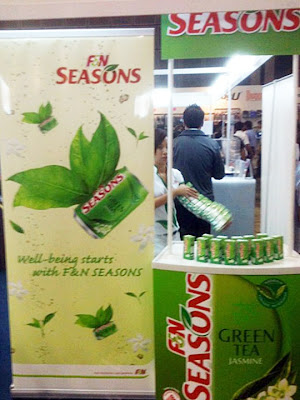 SEASONS
F&N
SEASONS
SEASONS
Well-being starts
with F&N SEASONS
F&N
SEASONS
GREEN
TEA
JASMINE